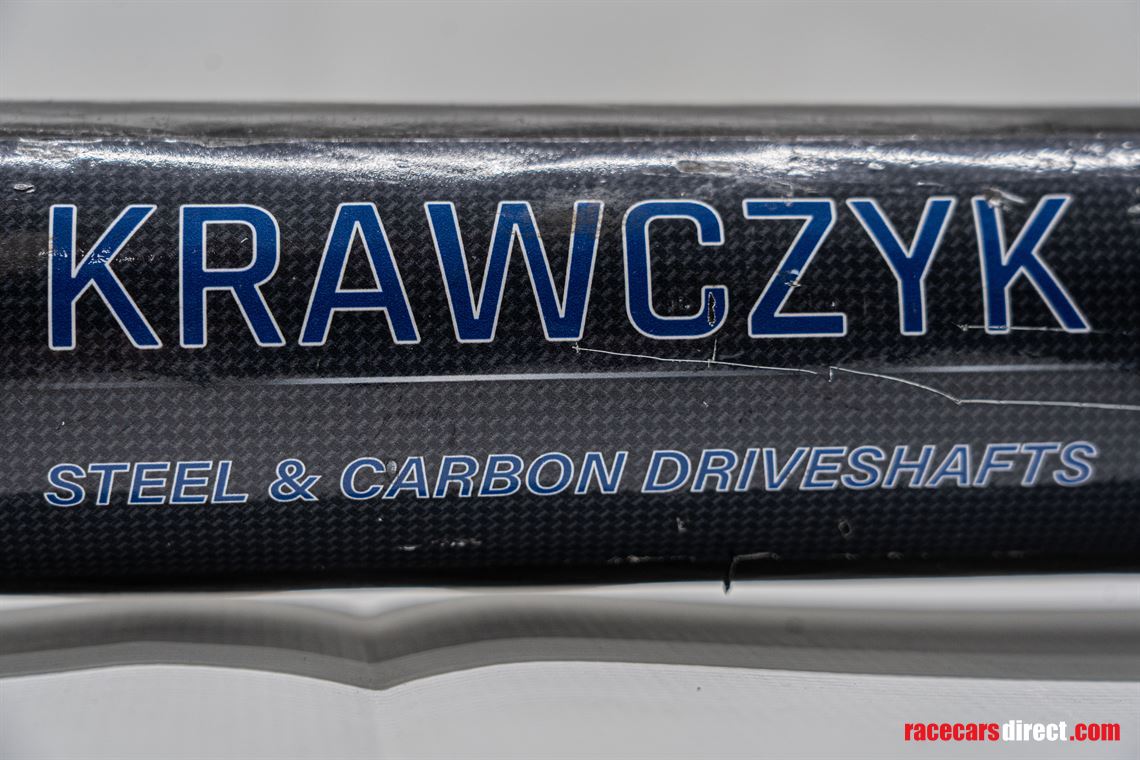 KRAWCZYK
STEEL & CARBON DRIVESHAFTS
racecarsdirect.com